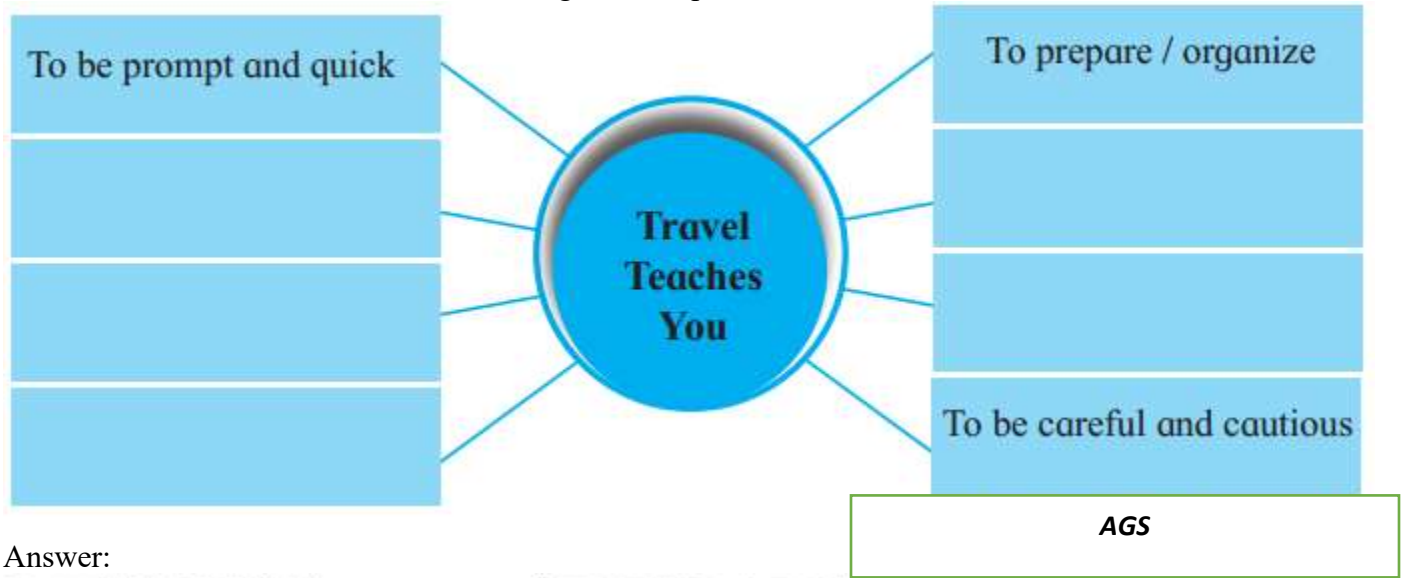 To be prompt and quick
To prepare / organize
Travel
Teaches
You
To be careful and cautious
AGS
Answer: